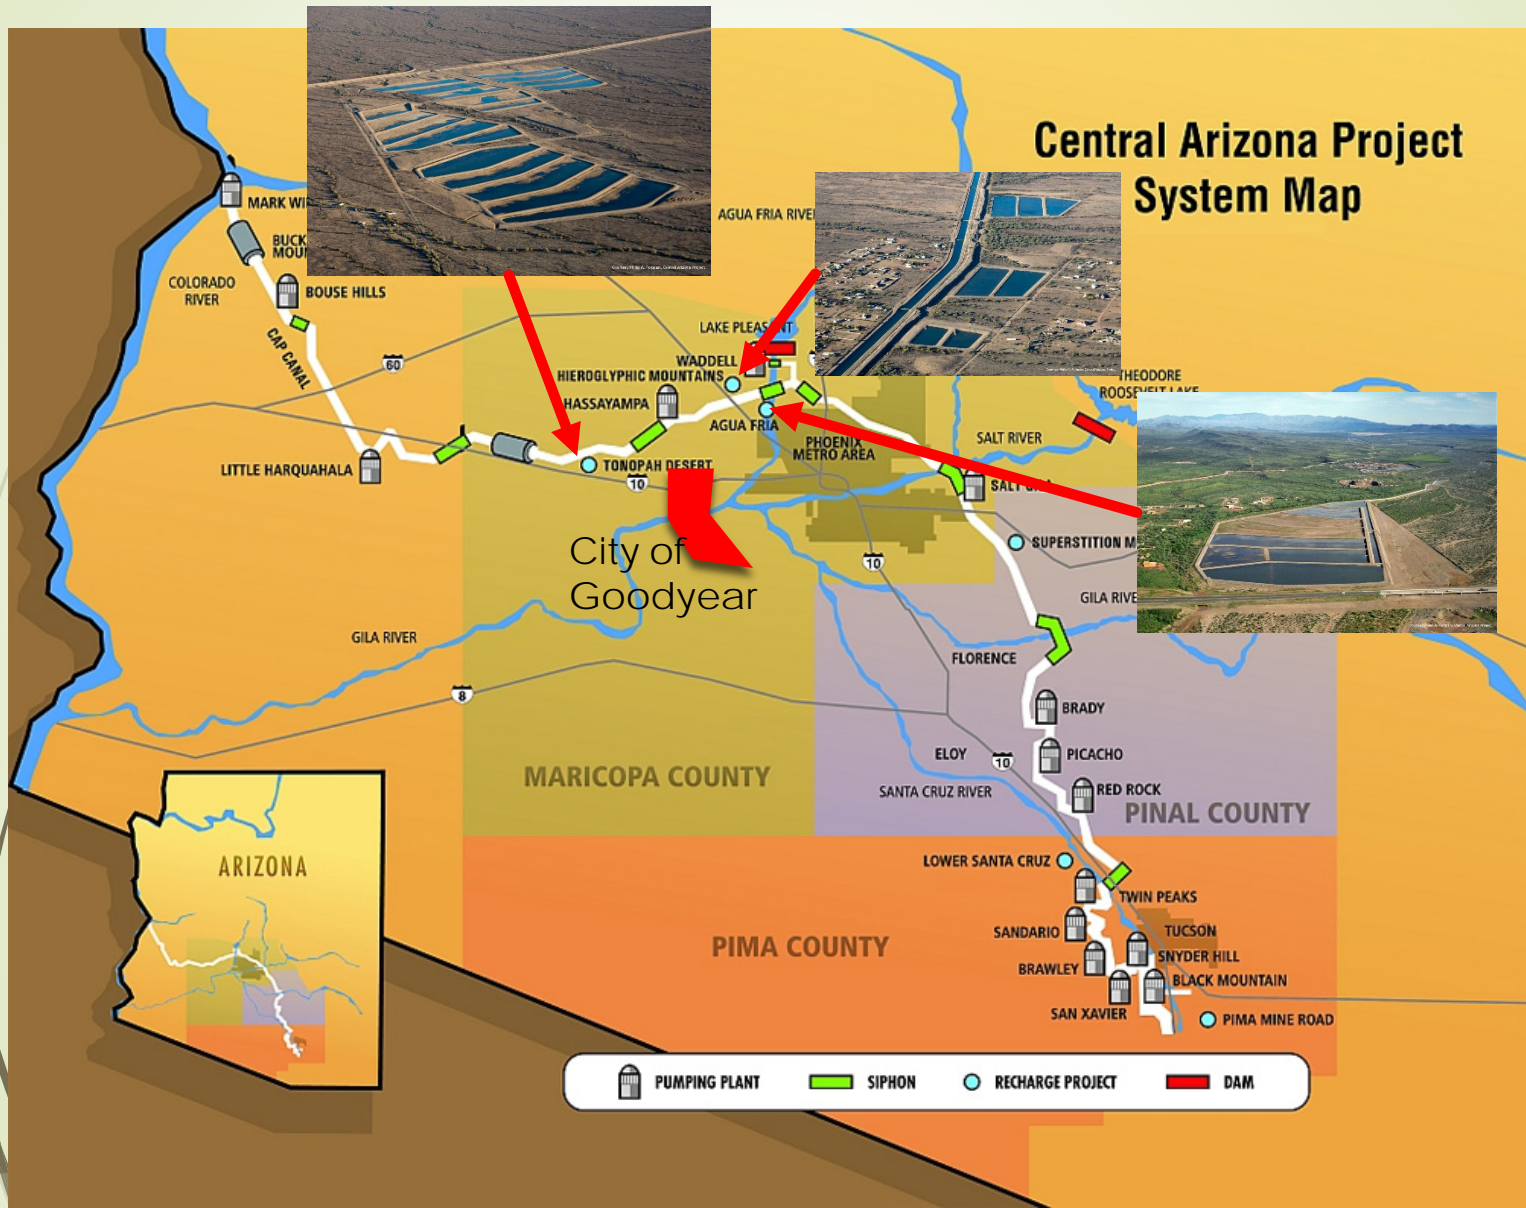 Central Arizona Project
System Map
MARK WI
BUCK
MOUN
COLORADO
RIVER
BOUSE HILLS
CAP CANAL
60
LITTLE HARQUAHALA
AGUA FRIA RIVE
LAKE PLEASANT
WADDELL
HIEROGLYPHIC MOUNTAINS
HASSAYAMPA
AGUA FRIA
PHOENIX
METRO AREA
TONOPAH DESERT
10
THEODORE
ROOSEVELT LAKE
SALT RIVER
SALT GILA
SUPERSTITION M
City of
Goodyear
10
GILA RIVE
GILA RIVER
FLORENCE
8
BRADY
ELOY
10
PICACHO
MARICOPA COUNTY
SANTA CRUZ RIVER
RED ROCK
PINAL COUNTY
LOWER SANTA CRUZ
ARIZONA
TWIN PEAKS
SANDARIO
TUCSON
PIMA COUNTY
SNYDER HILL
BRAWLEY
BLACK MOUNTAIN
SAN XAVIER
PIMA MINE ROAD
PUMPING PLANT
SIPHON
RECHARGE PROJECT
DAM